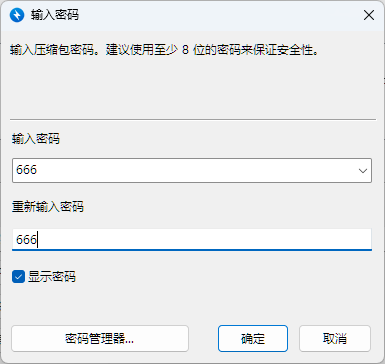 输入密码
输入压缩包密码。建议使用至少 8 位的密码来保证安全性。
输入密码
666
重新输入密码
666
显示密码
密码管理器...
确定
取消